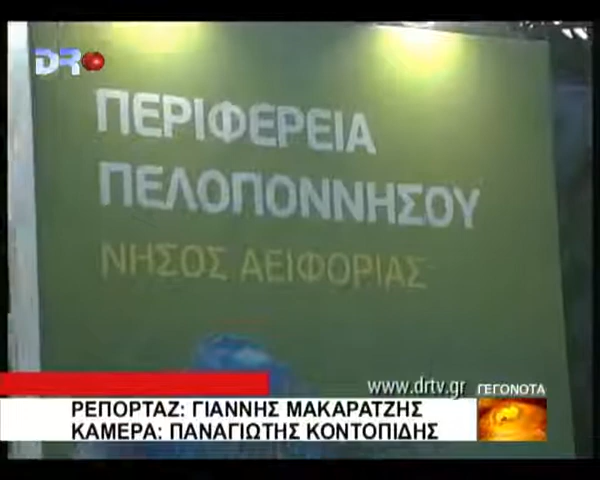 DR
ΠΕΡΙΦΕΡΕΙΑ
ΠΕΛΟΠΟΝΝΗΣΟΥ
ΝΗΣΟΣ ΑΕΙΦΟΡΙΑΣ
www.drtv.gr ΓΕΓΟΝΟΤΑ
ΡΕΠΟΡΤΑΖ: ΓΙΑΝΝΗΣ ΜΑΚΑΡΑΤΖΗΣ
ΚΑΜΕΡΑ: ΠΑΝΑΓΙΩΤΗΣ ΚΟΝΤΟΠΙΔΗΣ